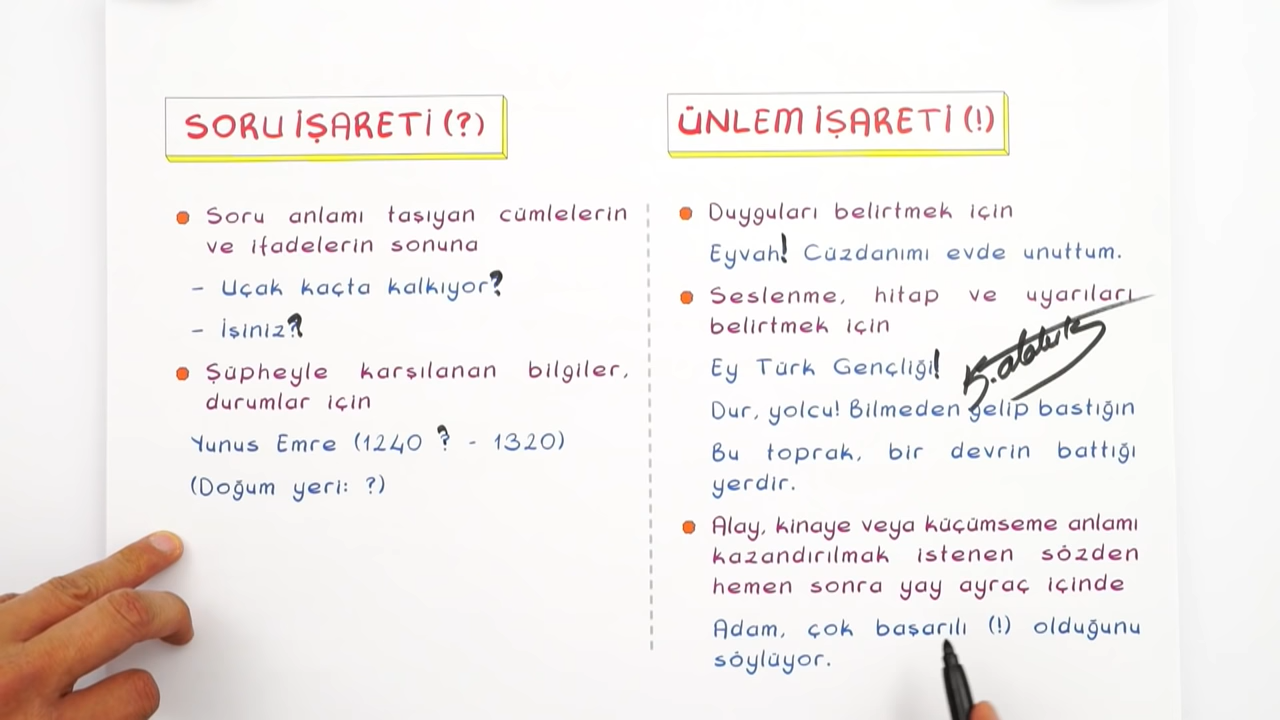 SORU İŞARETİ (?)
● Soru anlamı taşıyan cümlelerin
ve ifadelerin sonuna
- Uçak kaçta kalkıyor?
- İşiniz?
● Şüpheyle karşılanan bilgiler,
durumlar için
Yunus Emre (1240 ? - 1320)
(Doğum yeri: ?)
ÜNLEM İŞARETİ (!)
● Duyguları belirtmek için
Eyvah! Cüzdanımı evde unuttum.
● Seslenme, hitap ve uyarıları
belirtmek için
Ey Türk Gençliği!
K. Atatürk
Dur, yolcu! Bilmeden gelip bastığın
Bu toprak, bir devrin battığı
yerdir.
● Alay, kinaye veya küçümseme anlamı
kazandırılmak istenen sözden
hemen sonra yay ayraç içinde
Adam, çok başarılı (!) olduğunu
söylüyor.